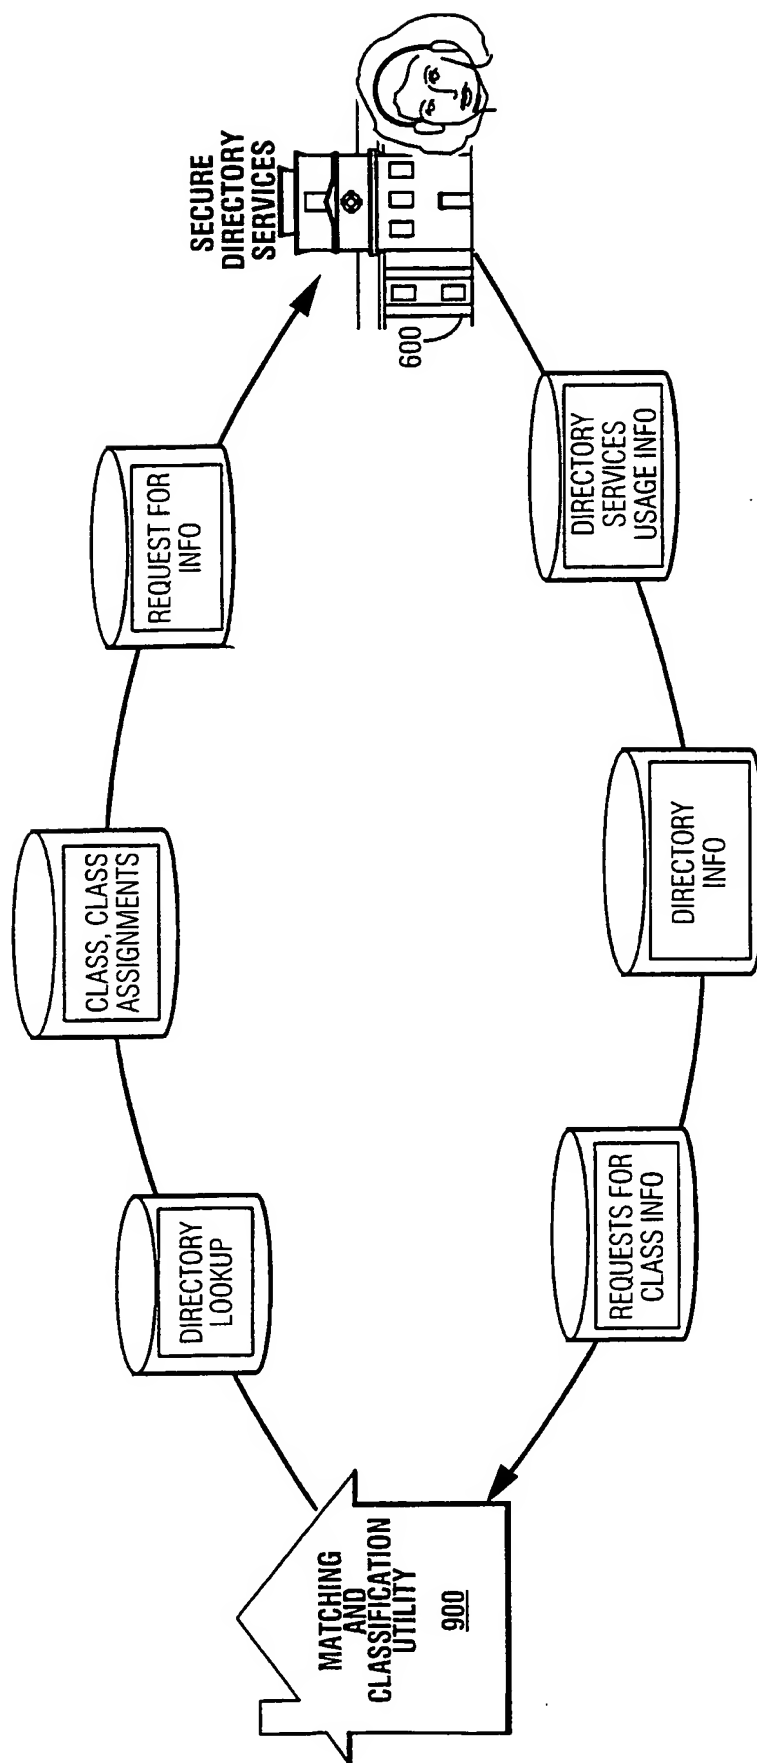 MATCHING
AND
CLASSIFICATION
UTILITY
900
DIRECTORY
LOOKUP
CLASS, CLASS
ASSIGNMENTS
REQUEST FOR
INFO
SECURE
DIRECTORY
SERVICES
600
DIRECTORY
SERVICES
USAGE INFO
DIRECTORY
INFO
REQUESTS FOR
CLASS INFO